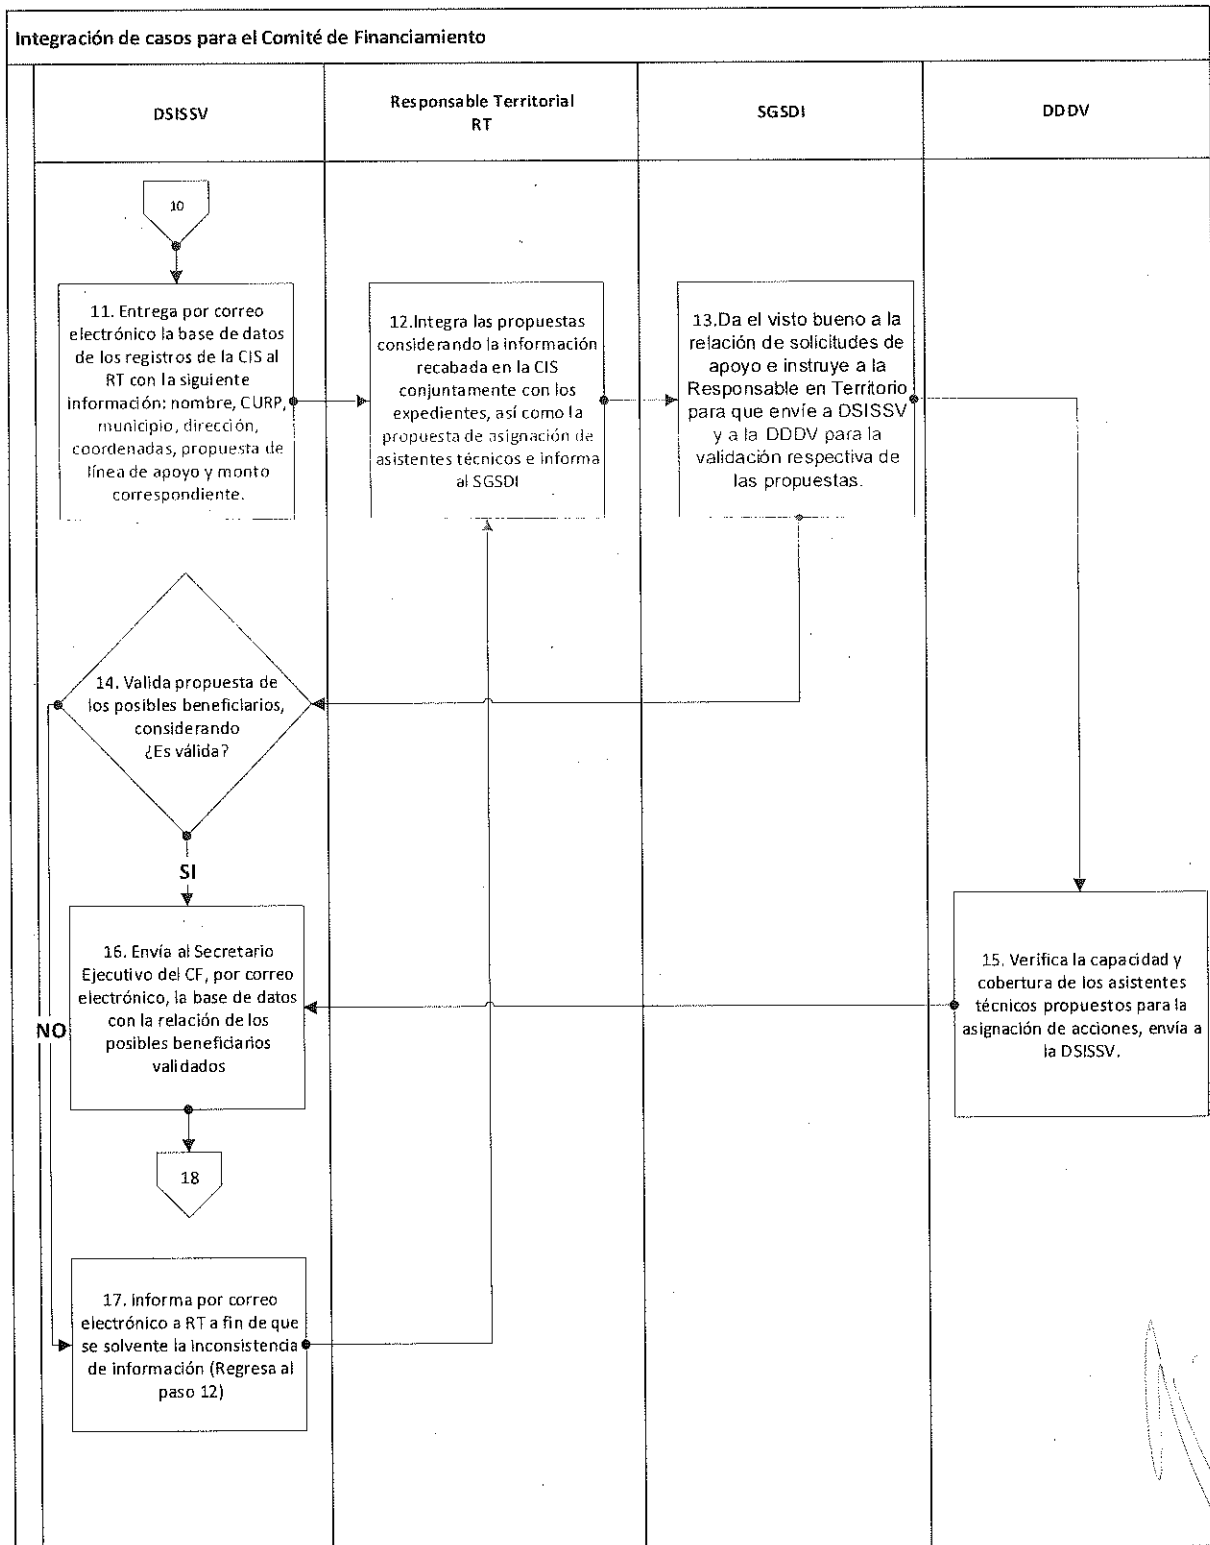 Integración de casos para el Comité de Financiamiento
DSISSV
Responsable Territorial
RT
SGSDI
DDDV
10
11. Entrega por correo
electrónico la base de datos
de los registros de la CIS al
RT con la siguiente
información: nombre, CURP,
municipio, dirección,
coordenadas, propuesta de
línea de apoyo y monto
correspondiente.
12.Integra las propuestas
considerando la información
recabada en la CIS
conjuntamente con los
expedientes, así como la
propuesta de asignación de
asistentes técnicos e informa
al SGSDI
13.Da el visto bueno a la
relación de solicitudes de
apoyo e instruye a la
Responsable en Territorio
para que envíe a DSISSV
y a la DDDV para la
validación respectiva de
las propuestas.
14. Valida propuesta de
los posibles beneficiarios,
considerando
¿Es válida?
SI
NO
15. Verifica la capacidad y
cobertura de los asistentes
técnicos propuestos para la
asignación de acciones, envía a
la DSISSV.
16. Envía al Secretario
Ejecutivo del CF, por correo
electrónico, la base de datos
con la relación de los
posibles beneficiarios
validados
18
17. Informa por correo
electrónico a RT a fin de que
se solvente la inconsistencia
de información (Regresa al
paso 12)